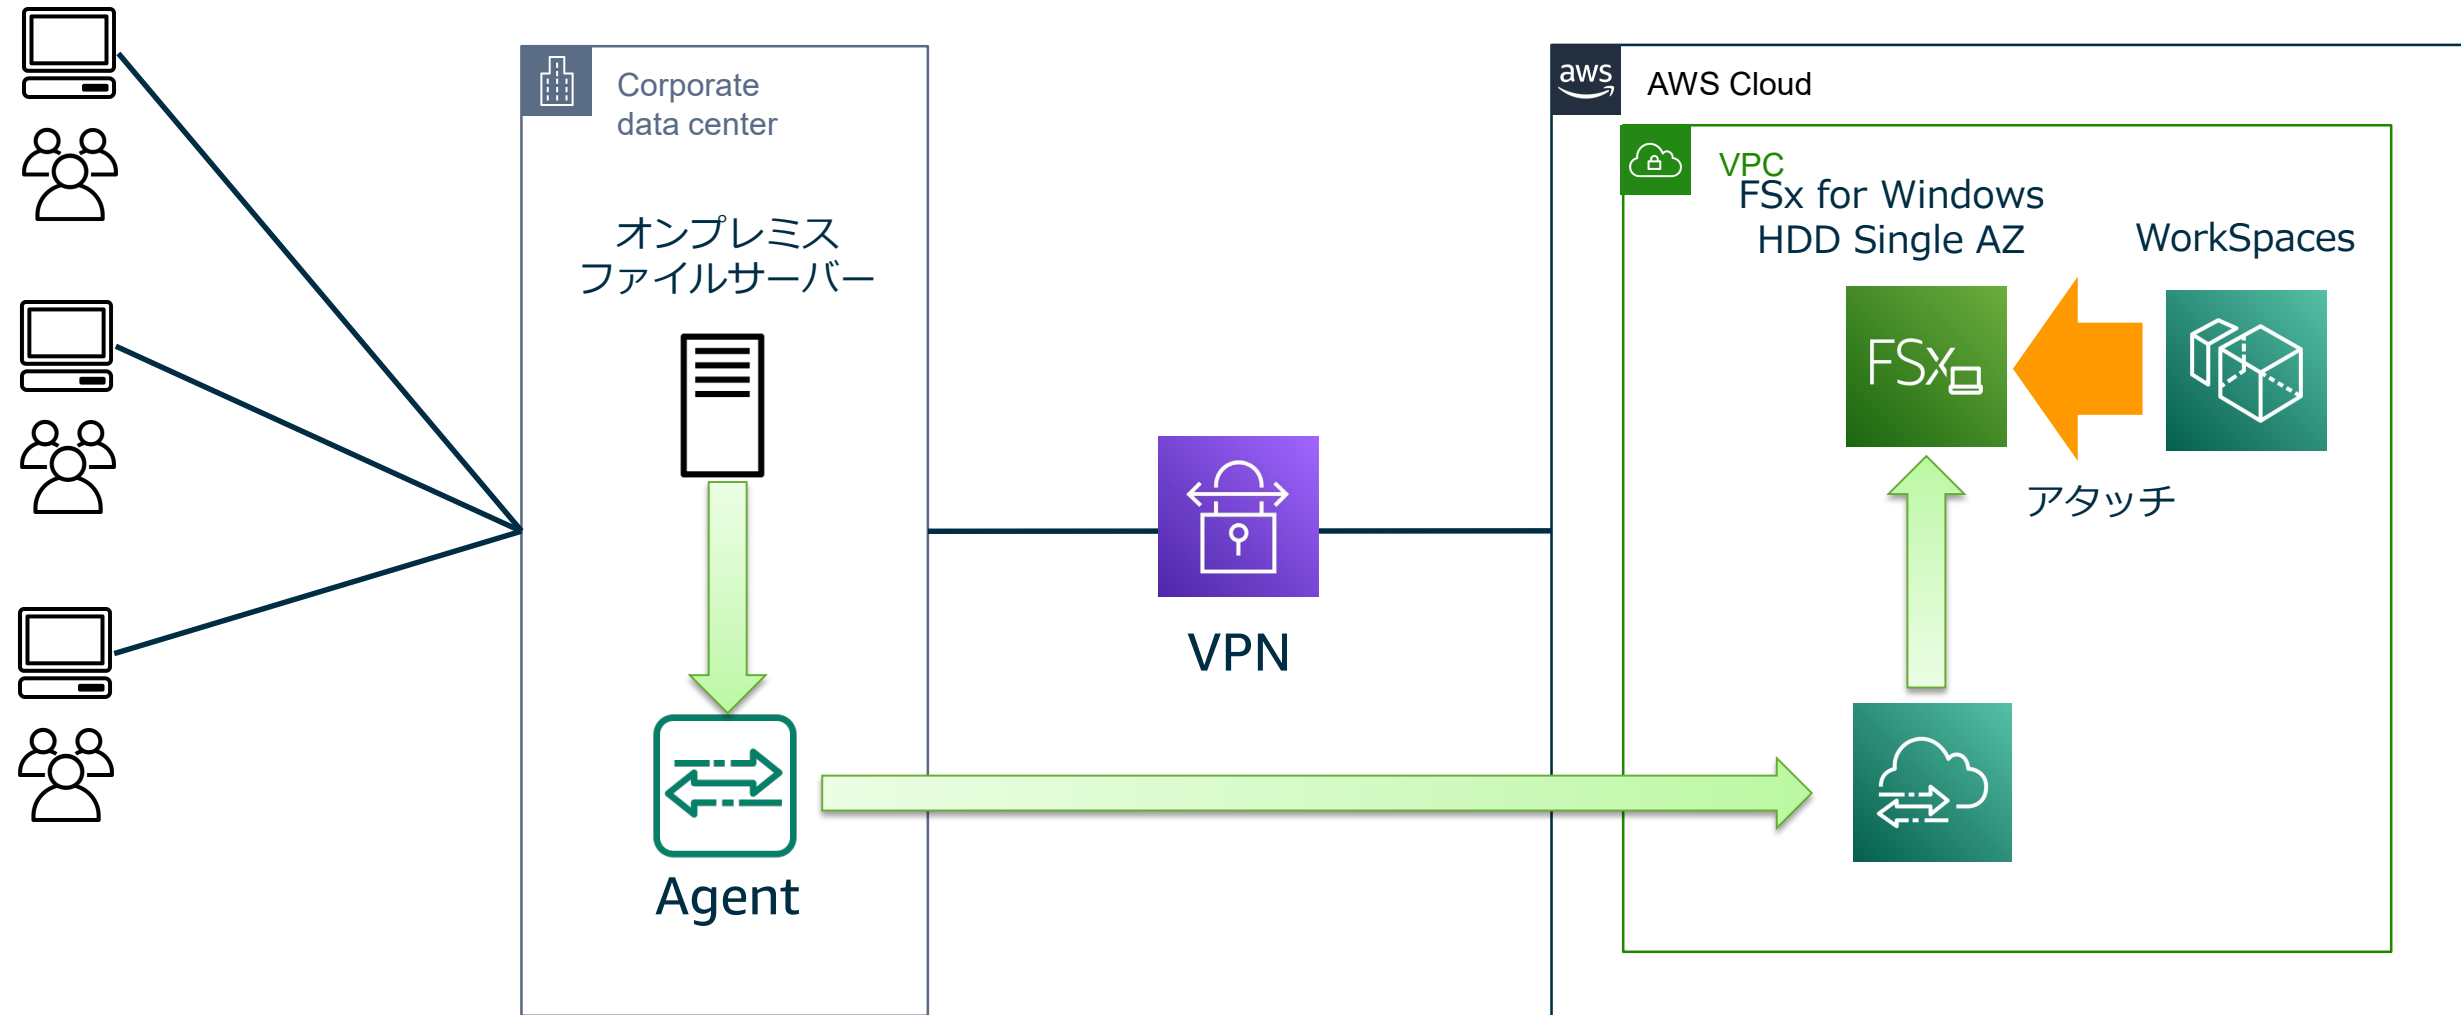 Corporate
data center
オンプレミス
ファイルサーバー
Agent
VPN
aws
AWS Cloud
VPC
FSx for Windows
HDD Single AZ
WorkSpaces
FSx
アタッチ